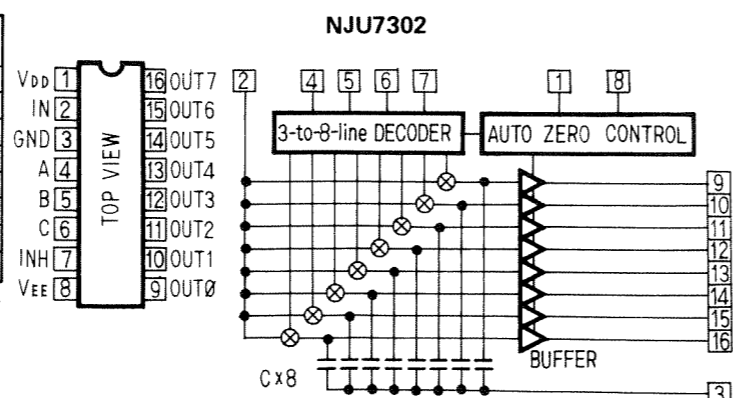 NJU7302
VDD 1 16 OUT7
IN 2 15 OUT6
GND 3 14 OUT5
A 4 13 OUT4
B 5 12 OUT3
C 6 11 OUT2
INH 7 10 OUT1
VEE 8 9 OUTØ
TOP VIEW
2 4 5 6 7 1 8
3-to-8-line DECODER
AUTO ZERO CONTROL
9
10
11
12
13
14
15
16
BUFFER
C×8
3